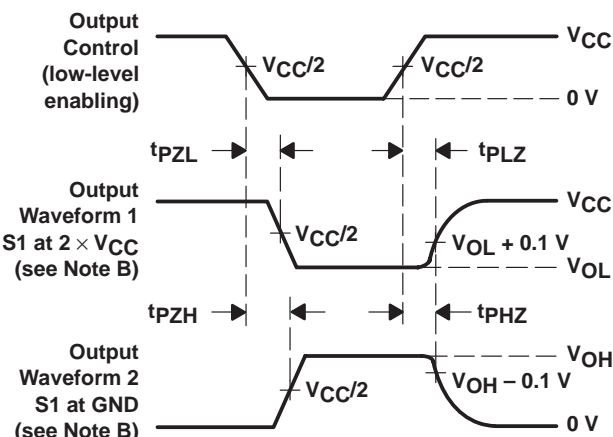 Output
Control
(low-level
enabling)
VCC/2
VCC/2
VCC
0 V
tPZL
tPLZ
Output
Waveform 1
S1 at 2 × VCC
(see Note B)
VCC/2
VCC
VOL + 0.1 V
VOL
tPZH
tPHZ
Output
Waveform 2
S1 at GND
(see Note B)
VCC/2
VOH
VOH – 0.1 V
0 V